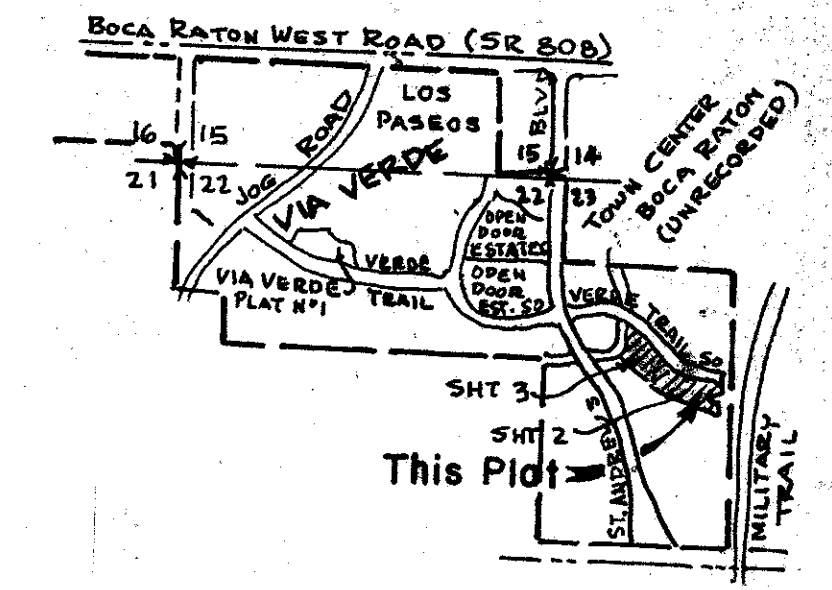 BOCA RATON WEST ROAD (SR 808)
LOS
PASEOS
BLVD
TOWN CENTER
BOCA RATON
(UNRECORDED)
16 15
21 22
15 14
22 23
JOG ROAD
VIA VERDE
OPEN
DOOR
ESTATES
OPEN
DOOR
EST. SO
VERDE
TRAIL
VIA VERDE
PLAT Nº1
VERDE TRAIL SO
SHT 3
SHT 2
This Plat
ST. ANDREWS
MILITARY
TRAIL